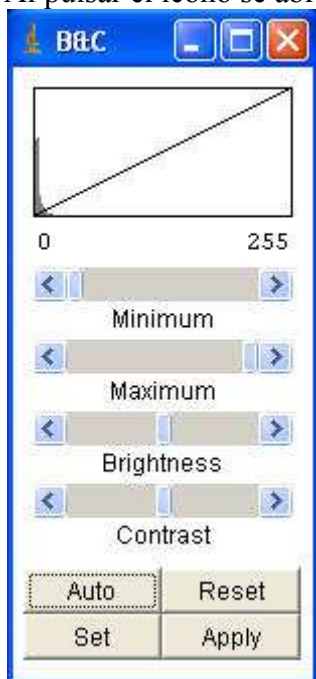 Al pulsar el icono se abr
B&C
0 255
Minimum
Maximum
Brightness
Contrast
Auto Reset
Set Apply